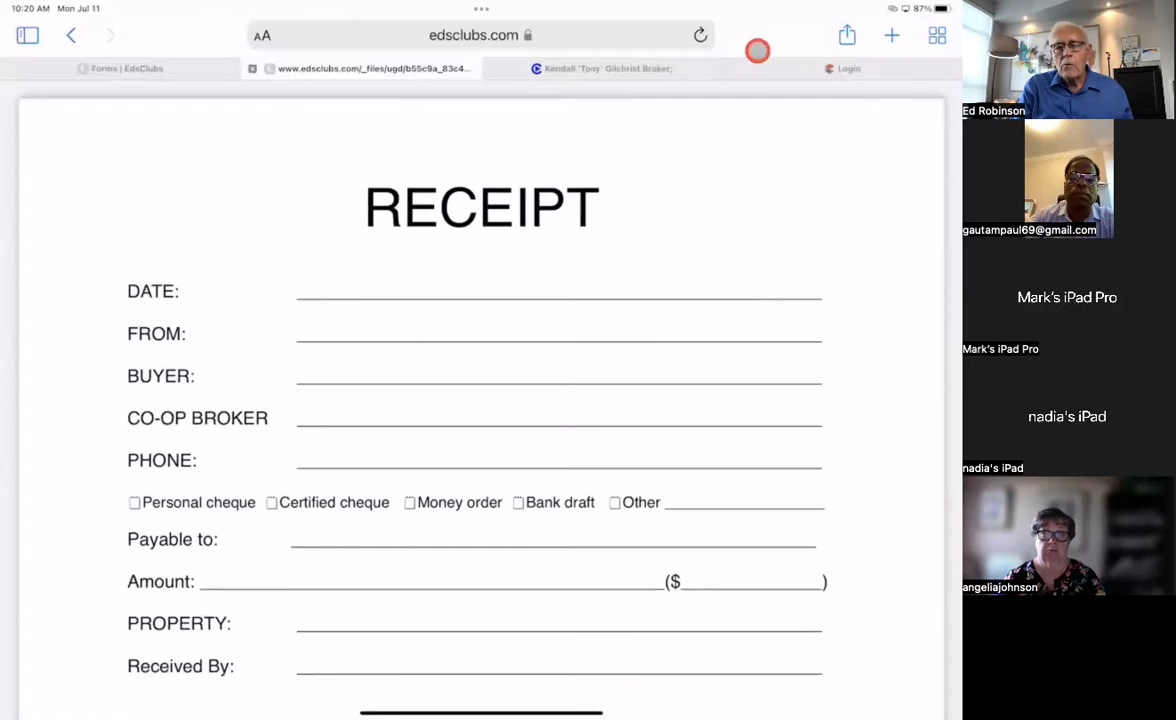 10:20 AM Mon Jul 11
87%
AA
edsclubs.com
Forms | EdsClubs
www.edsclubs.com/_files/ugd/b55c9a_83c4...
Kendall 'Tony' Gilchrist Broker;
Login
RECEIPT
DATE:
FROM:
BUYER:
CO-OP BROKER
PHONE:
Personal cheque Certified cheque Money order Bank draft Other
Payable to:
Amount: ($ )
PROPERTY:
Received By:
Ed Robinson
gautampaul69@gmail.com
Mark's iPad Pro
Mark's iPad Pro
nadia's iPad
nadia's iPad
angeliajohnson